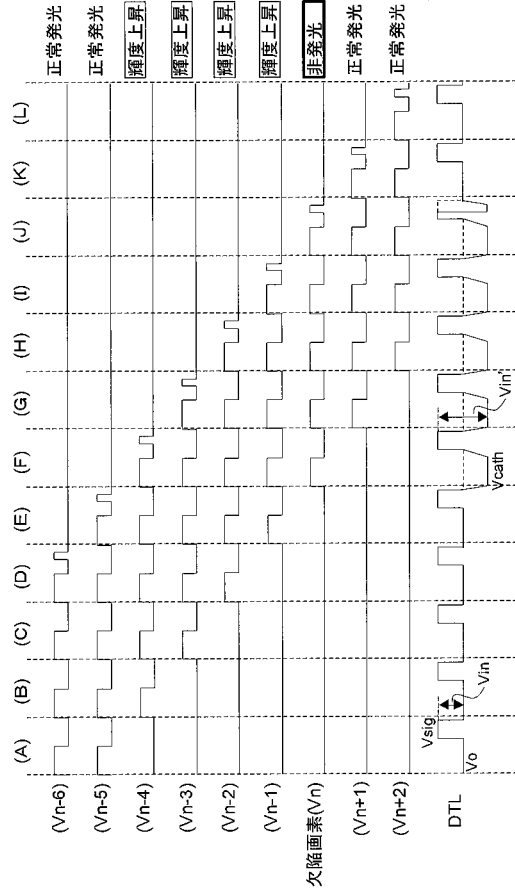 (A) (B) (C) (D) (E) (F) (G) (H) (I) (J) (K) (L)
(Vn-6) 正常発光
(Vn-5) 正常発光
(Vn-4) 輝度上昇
(Vn-3) 輝度上昇
(Vn-2) 輝度上昇
(Vn-1) 輝度上昇
欠陥画素(Vn) 非発光
(Vn+1) 正常発光
(Vn+2) 正常発光
DTL
Vsig
Vo
Vin
Vcath
Vin'